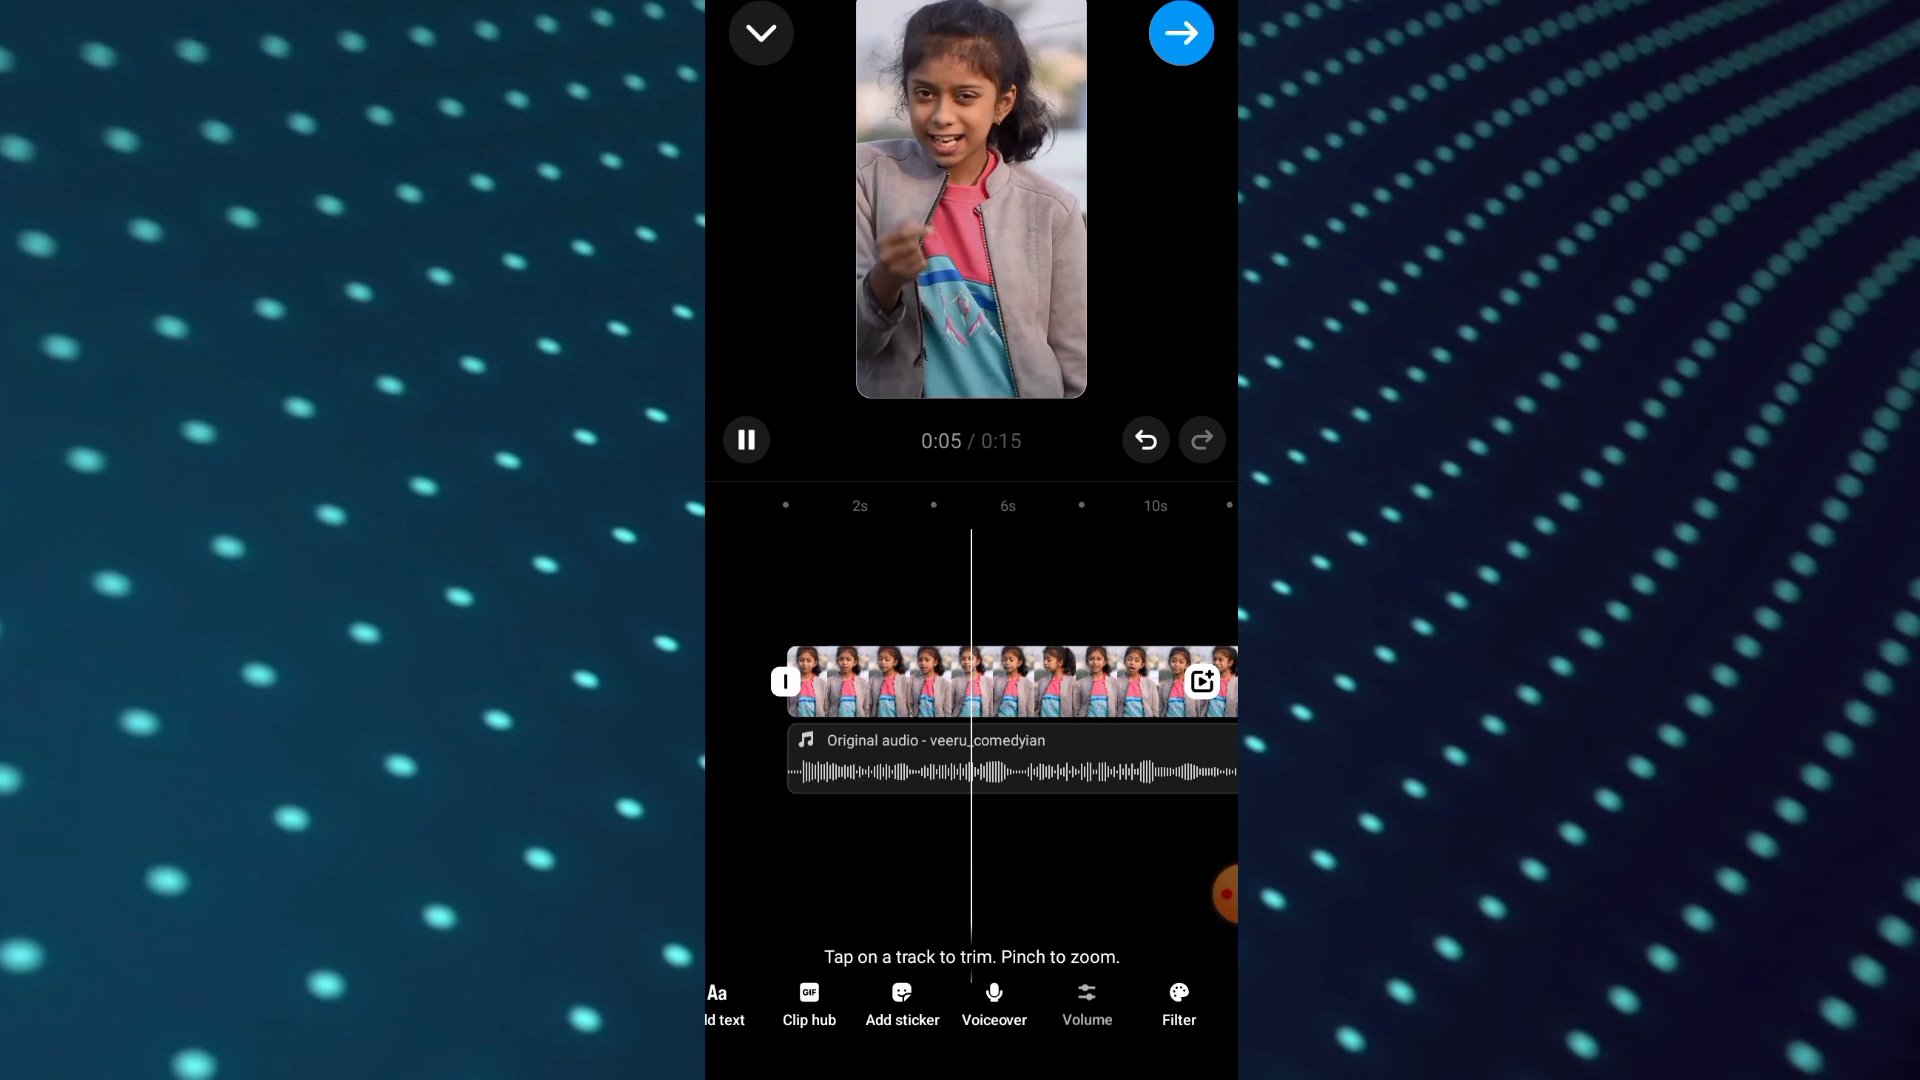 0:05 / 0:15
2s 6s 10s
Original audio - veeru_comedyian
Tap on a track to trim. Pinch to zoom.
Aa GIF
ld text Clip hub Add sticker Voiceover Volume Filter